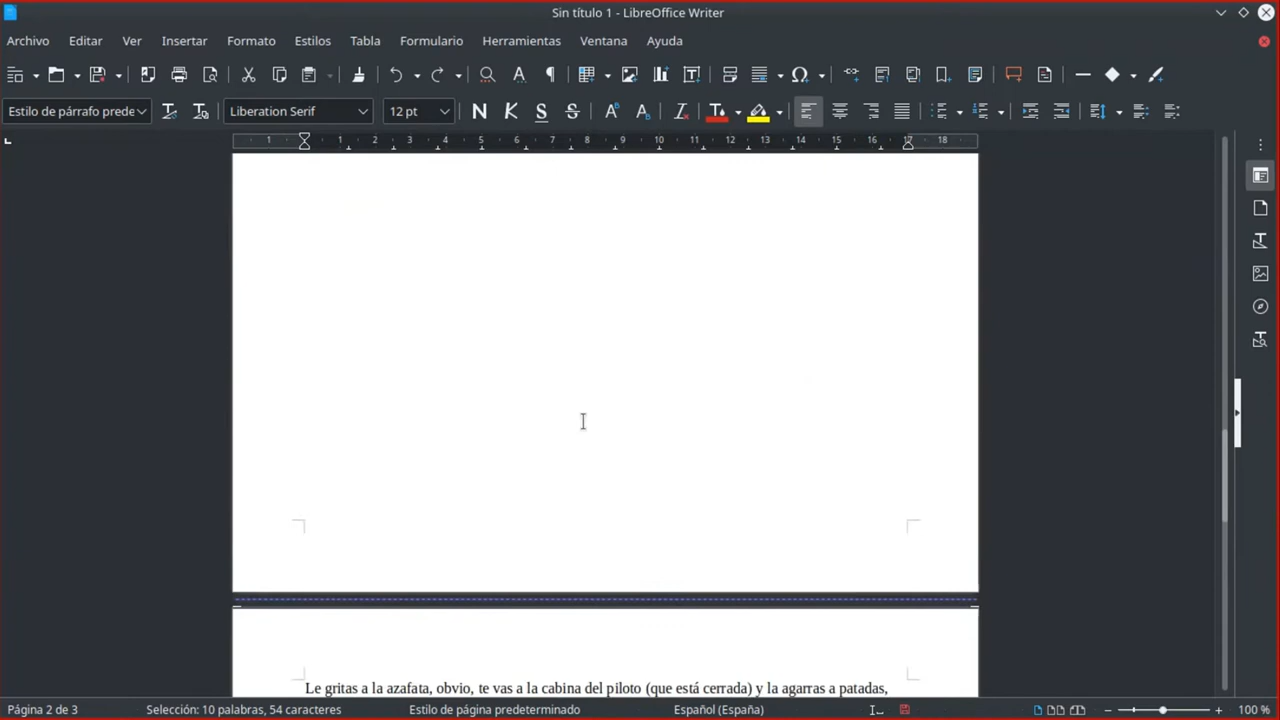 Sin título 1 - LibreOffice Writer
Archivo Editar Ver Insertar Formato Estilos Tabla Formulario Herramientas Ventana Ayuda
Estilo de párrafo prede Liberation Serif 12 pt N K S S
1 1 2 3 4 5 6 7 8 9 10 11 12 13 14 15 16 17 18
Le gritas a la azafata, obvio, te vas a la cabina del piloto (que está cerrada) y la agarras a patadas,
Página 2 de 3 Selección: 10 palabras, 54 caracteres Estilo de página predeterminado Español (España) 100 %